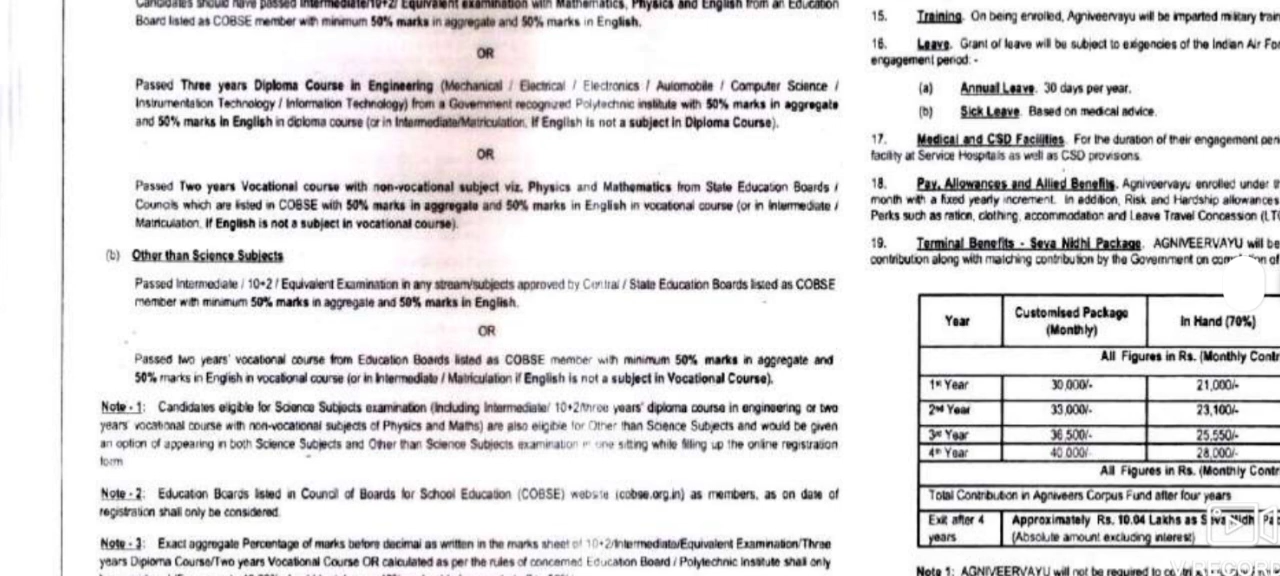 Candidates should have passed Intermediate/10+2/ Equivalent examination with Mathematics, Physics and English from an Education
Board listed as COBSE member with minimum 50% marks in aggregate and 50% marks in English.
OR
Passed Three years Diploma Course in Engineering (Mechanical / Electrical / Electronics / Automobile / Computer Science /
Instrumentation Technology / Information Technology) from a Government recognized Polytechnic institute with 50% marks in aggregate
and 50% marks in English in diploma course (or in Intermediate/Matriculation, if English is not a subject in Diploma Course).
OR
Passed Two years Vocational course with non-vocational subject viz. Physics and Mathematics from State Education Boards /
Councils which are listed in COBSE with 50% marks in aggregate and 50% marks in English in vocational course (or in Intermediate /
Matriculation, if English is not a subject in vocational course).
(b) Other than Science Subjects
Passed Intermediate / 10+2 / Equivalent Examination in any stream/subjects approved by Central / State Education Boards listed as COBSE
member with minimum 50% marks in aggregate and 50% marks in English.
OR
Passed two years' vocational course from Education Boards listed as COBSE member with minimum 50% marks in aggregate and
50% marks in English in vocational course (or in Intermediate / Matriculation if English is not a subject in Vocational Course).
Note - 1: Candidates eligible for Science Subjects examination (Including Intermediate/ 10+2/three years' diploma course in engineering or two
years' vocational course with non-vocational subjects of Physics and Maths) are also eligible for Other than Science Subjects and would be given
an option of appearing in both Science Subjects and Other than Science Subjects examination in one sitting while filling up the online registration
form
Note - 2: Education Boards listed in Council of Boards for School Education (COBSE) website (cobse.org.in) as members, as on date of
registration shall only be considered.
Note - 3: Exact aggregate Percentage of marks before decimal as written in the marks sheet of 10+2/Intermediate/Equivalent Examination/Three
years Diploma Course/Two years Vocational Course OR calculated as per the rules of concerned Education Board / Polytechnic Institute shall only
15. Training. On being enrolled, Agniveervayu will be imparted military
16. Leave. Grant of leave will be subject to exigencies of the Indian Air
engagement period: -
(a) Annual Leave. 30 days per year.
(b) Sick Leave. Based on medical advice.
17. Medical and CSD Facilities. For the duration of their engagement
facility at Service Hospitals as well as CSD provisions.
18. Pay, Allowances and Allied Benefits. Agniveervayu enrolled under
month with a fixed yearly increment. In addition, Risk and Hardship allowances
Perks such as ration, clothing, accommodation and Leave Travel Concession
19. Terminal Benefits - Seva Nidhi Package. AGNIVEERVAYU will be
contribution along with matching contribution by the Government on of
Year Customised Package (Monthly) In Hand (70%)
All Figures in Rs. (Monthly
1st Year 30,000/- 21,000/-
2nd Year 33,000/- 23,100/-
3rd Year 36,500/- 25,550/-
4th Year 40,000/- 28,000/-
All Figures in Rs. (Monthly
Total Contribution in Agniveers Corpus Fund after four years
Exit after 4 years Approximately Rs. 10.04 Lakhs as Seva Nidhi
(Absolute amount excluding interest)
Note 1: AGNIVEERVAYU will not be required to